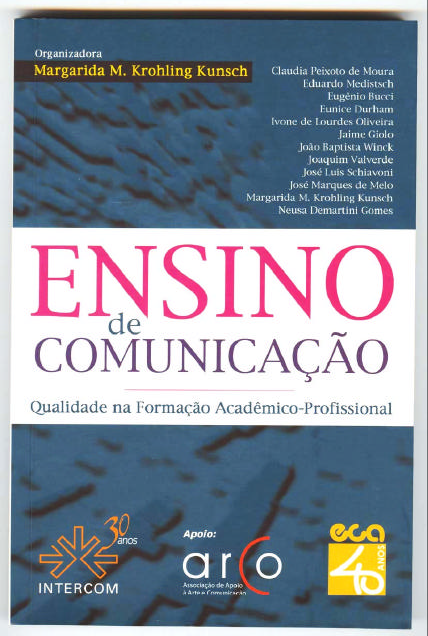 Organizadora
Margarida M. Krohling Kunsch
Claudia Peixoto de Moura
Eduardo Medistsch
Eugênio Bucci
Eunice Durham
Ivone de Lourdes Oliveira
Jaime Giolo
João Baptista Winck
Joaquim Valverde
José Luis Schiavoni
José Marques de Melo
Margarida M. Krohling Kunsch
Neusa Demartini Gomes
ENSINO
de
COMUNICAÇÃO
Qualidade na Formação Acadêmico-Profissional
30
anos
INTERCOM
Apoio:
arco
Associação de Apoio
à Arte e Comunicação
eca
40
ANOS